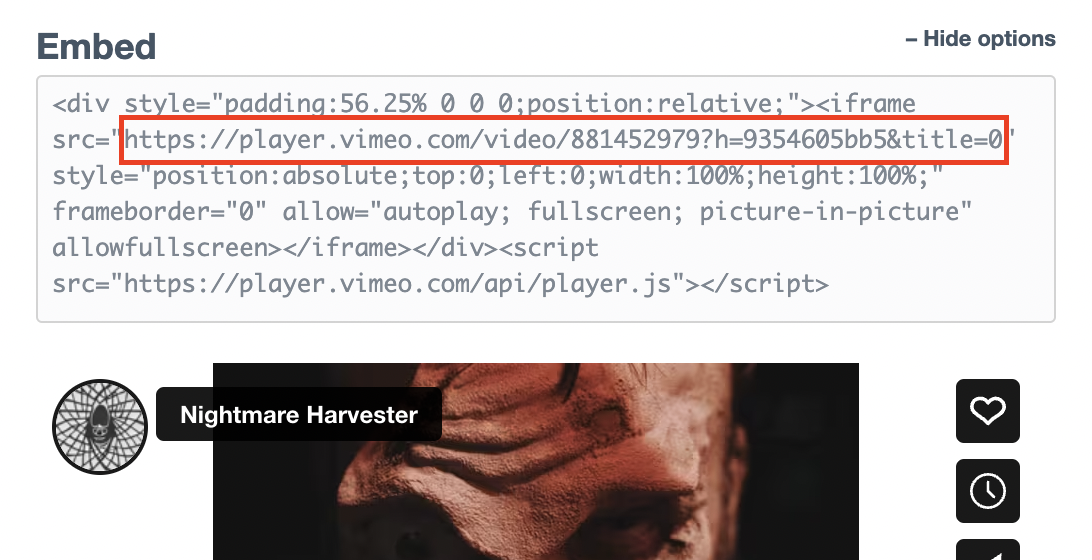 Embed
– Hide options
<div style="padding:56.25% 0 0 0;position:relative;"><iframe
src="https://player.vimeo.com/video/881452979?h=9354605bb5&title=0"
style="position:absolute;top:0;left:0;width:100%;height:100%;"
frameborder="0" allow="autoplay; fullscreen; picture-in-picture"
allowfullscreen></iframe></div><script
src="https://player.vimeo.com/api/player.js"></script>
Nightmare Harvester